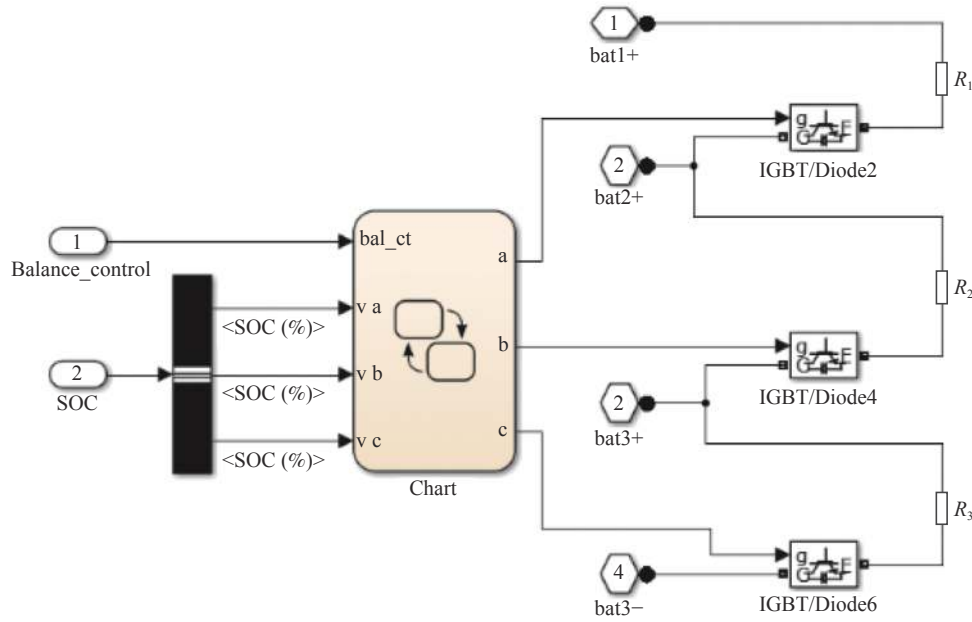 1
bat1+
R1
g
C E
IGBT/Diode2
2
bat2+
1
Balance_control
bal_ct
a
v a
<SOC (%)>
R2
b
g
C E
IGBT/Diode4
2
SOC
v b
<SOC (%)>
2
bat3+
c
v c
<SOC (%)>
Chart
R3
g
C E
IGBT/Diode6
4
bat3−